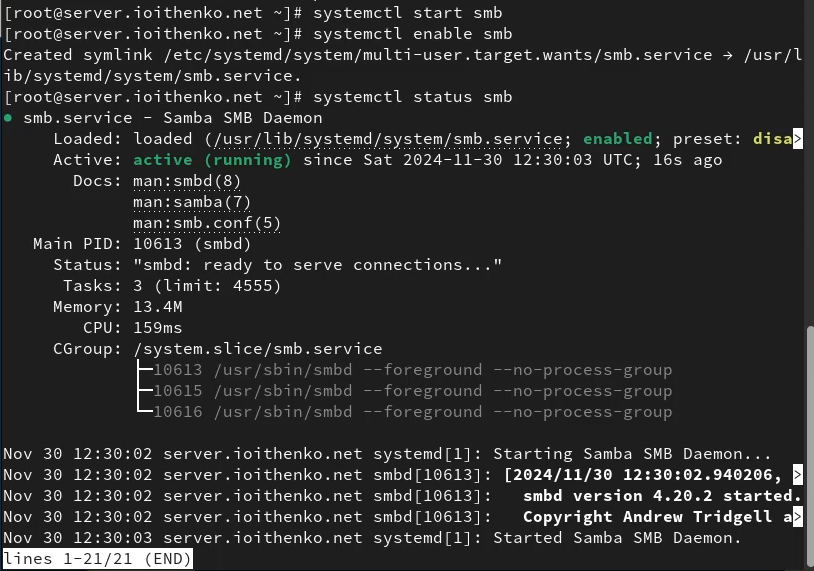 [root@server.ioithenko.net ~]# systemctl start smb
[root@server.ioithenko.net ~]# systemctl enable smb
Created symlink /etc/systemd/system/multi-user.target.wants/smb.service → /usr/l
ib/systemd/system/smb.service.
[root@server.ioithenko.net ~]# systemctl status smb
● smb.service - Samba SMB Daemon
     Loaded: loaded (/usr/lib/systemd/system/smb.service; enabled; preset: disa>
     Active: active (running) since Sat 2024-11-30 12:30:03 UTC; 16s ago
       Docs: man:smbd(8)
             man:samba(7)
             man:smb.conf(5)
   Main PID: 10613 (smbd)
     Status: "smbd: ready to serve connections..."
      Tasks: 3 (limit: 4555)
     Memory: 13.4M
        CPU: 159ms
     CGroup: /system.slice/smb.service
             ├─10613 /usr/sbin/smbd --foreground --no-process-group
             ├─10615 /usr/sbin/smbd --foreground --no-process-group
             └─10616 /usr/sbin/smbd --foreground --no-process-group

Nov 30 12:30:02 server.ioithenko.net systemd[1]: Starting Samba SMB Daemon...
Nov 30 12:30:02 server.ioithenko.net smbd[10613]: [2024/11/30 12:30:02.940206, >
Nov 30 12:30:02 server.ioithenko.net smbd[10613]:   smbd version 4.20.2 started.
Nov 30 12:30:02 server.ioithenko.net smbd[10613]:   Copyright Andrew Tridgell a>
Nov 30 12:30:03 server.ioithenko.net systemd[1]: Started Samba SMB Daemon.
lines 1-21/21 (END)